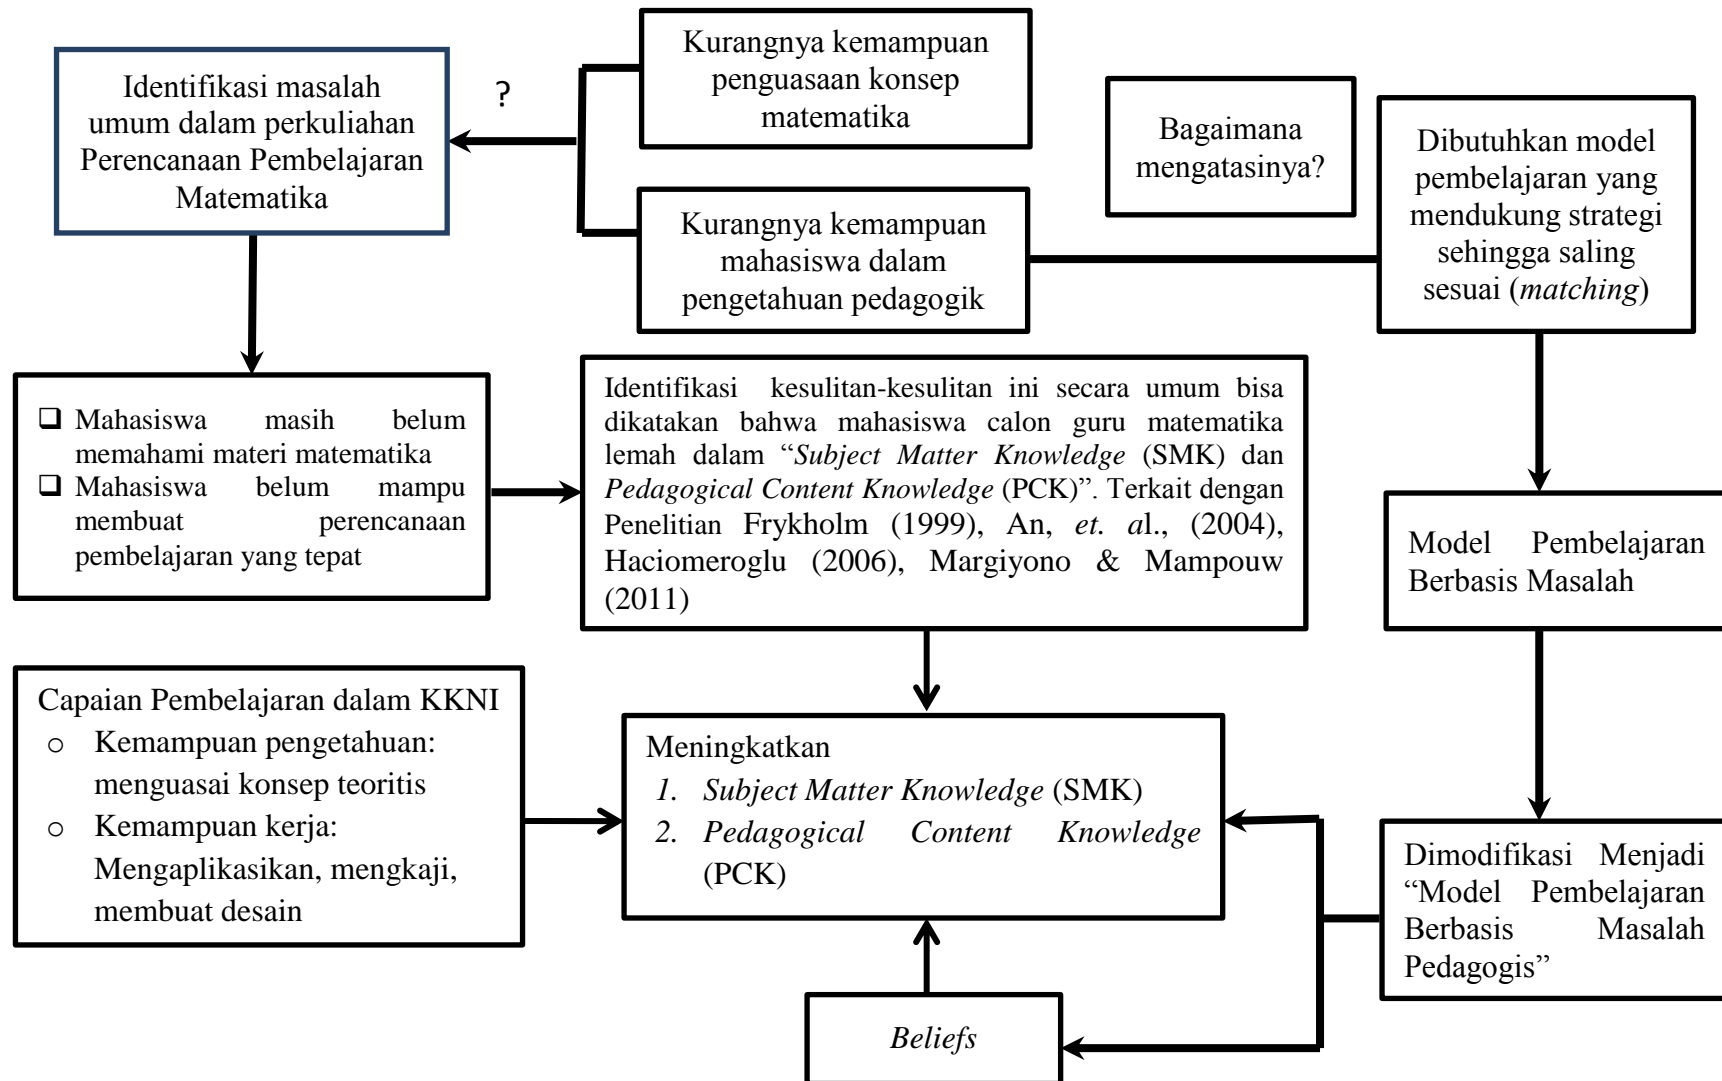 Identifikasi masalah
umum dalam perkuliahan
Perencanaan Pembelajaran
Matematika
?
Kurangnya kemampuan
penguasaan konsep
matematika
Kurangnya kemampuan
mahasiswa dalam
pengetahuan pedagogik
Bagaimana
mengatasinya?
Dibutuhkan model
pembelajaran yang
mendukung strategi
sehingga saling
sesuai (matching)
❑ Mahasiswa masih belum
memahami materi matematika
❑ Mahasiswa belum mampu
membuat perencanaan
pembelajaran yang tepat
Identifikasi kesulitan-kesulitan ini secara umum bisa
dikatakan bahwa mahasiswa calon guru matematika
lemah dalam “Subject Matter Knowledge (SMK) dan
Pedagogical Content Knowledge (PCK)”. Terkait dengan
Penelitian Frykholm (1999), An, et. al., (2004),
Haciomeroglu (2006), Margiyono & Mampouw
(2011)
Model Pembelajaran
Berbasis Masalah
Capaian Pembelajaran dalam KKNI
o Kemampuan pengetahuan:
menguasai konsep teoritis
o Kemampuan kerja:
Mengaplikasikan, mengkaji,
membuat desain
Meningkatkan
1. Subject Matter Knowledge (SMK)
2. Pedagogical Content Knowledge
(PCK)
Dimodifikasi Menjadi
“Model Pembelajaran
Berbasis Masalah
Pedagogis”
Beliefs